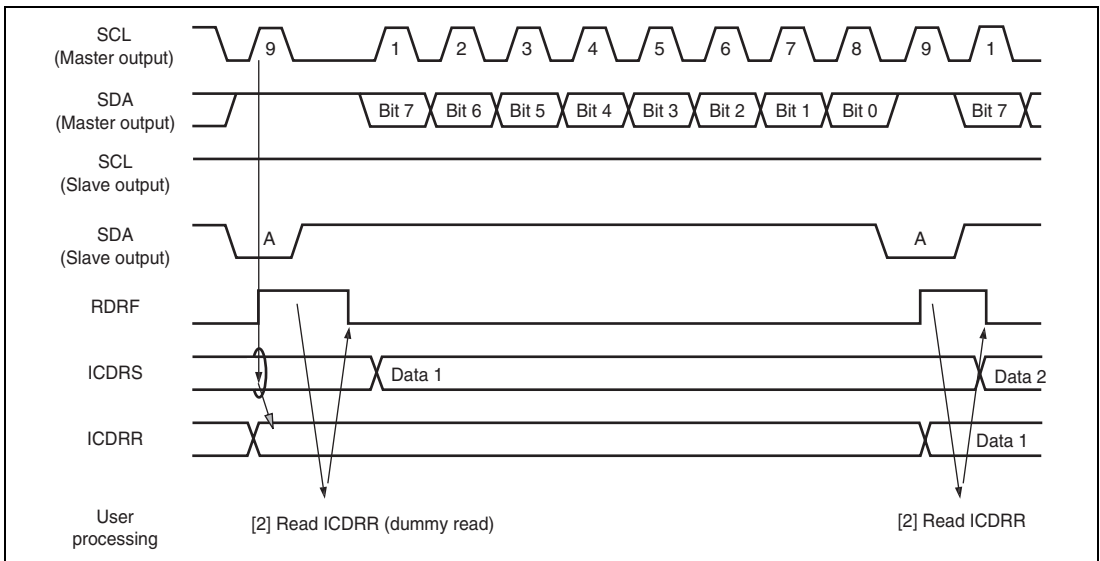 SCL
(Master output)
9 1 2 3 4 5 6 7 8 9 1
SDA
(Master output)
Bit 7 Bit 6 Bit 5 Bit 4 Bit 3 Bit 2 Bit 1 Bit 0 Bit 7
SCL
(Slave output)
SDA
(Slave output)
A A
RDRF
ICDRS
Data 1 Data 2
ICDRR
Data 1
User
processing
[2] Read ICDRR (dummy read) [2] Read ICDRR